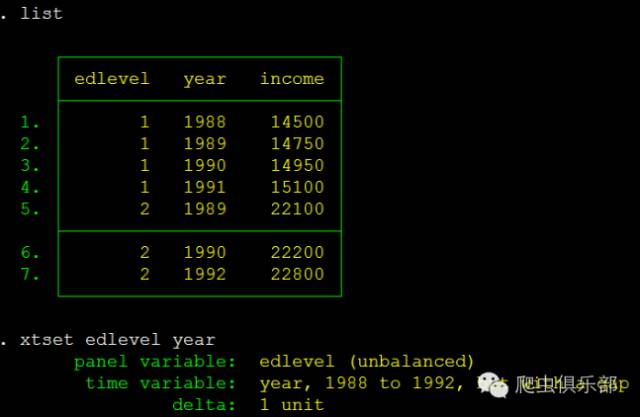 . list
edlevel year income
1. 1 1988 14500
2. 1 1989 14750
3. 1 1990 14950
4. 1 1991 15100
5. 2 1989 22100
6. 2 1990 22200
7. 2 1992 22800
. xtset edlevel year
panel variable: edlevel (unbalanced)
time variable: year, 1988 to 1992,
delta: 1 unit
爬虫俱乐部